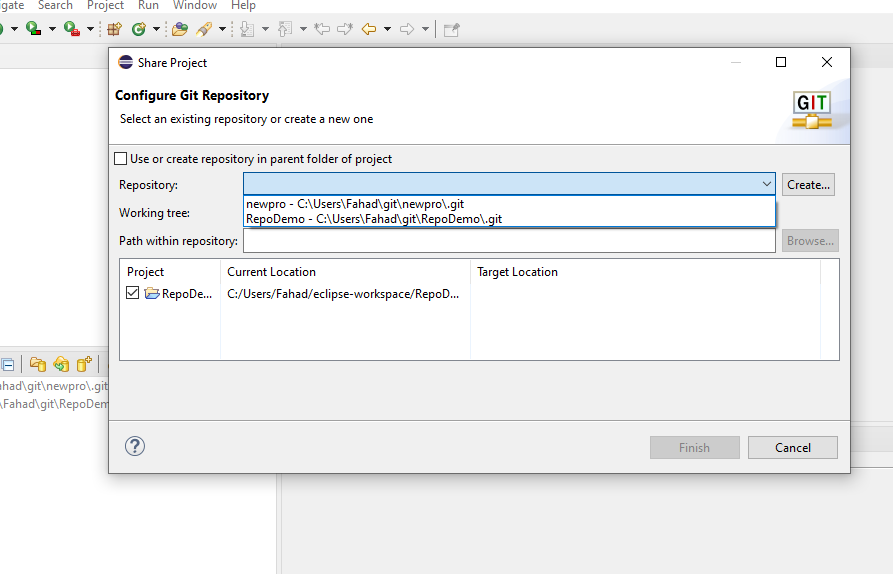 igate Search Project Run Window Help
Share Project
Configure Git Repository
Select an existing repository or create a new one
GIT
Use or create repository in parent folder of project
Repository:
Create...
newpro - C:\Users\Fahad\git\newpro\.git
RepoDemo - C:\Users\Fahad\git\RepoDemo\.git
Working tree:
Path within repository:
Browse...
Project Current Location Target Location
RepoDe... C:/Users/Fahad/eclipse-workspace/RepoD...
ahad\git\newpro\.git
\Fahad\git\RepoDem
?
Finish Cancel